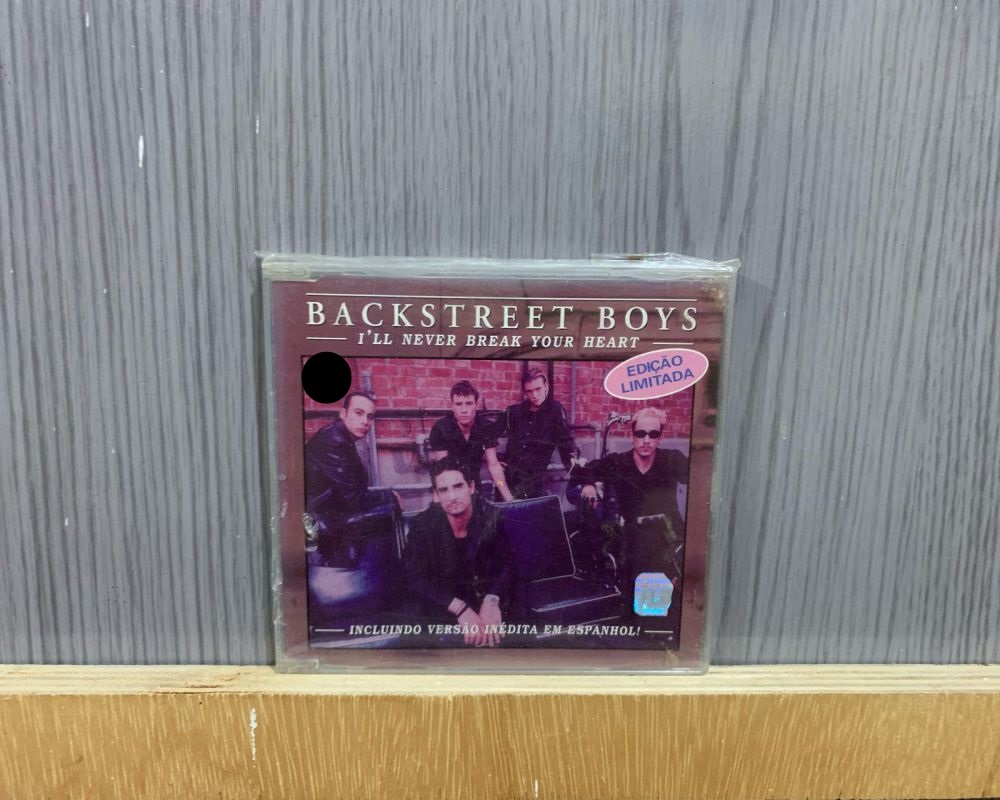 BACKSTREET BOYS
I'LL NEVER BREAK YOUR HEART
EDIÇÃO
LIMITADA
INCLUINDO VERSÃO INÉDITA EM ESPANHOL!